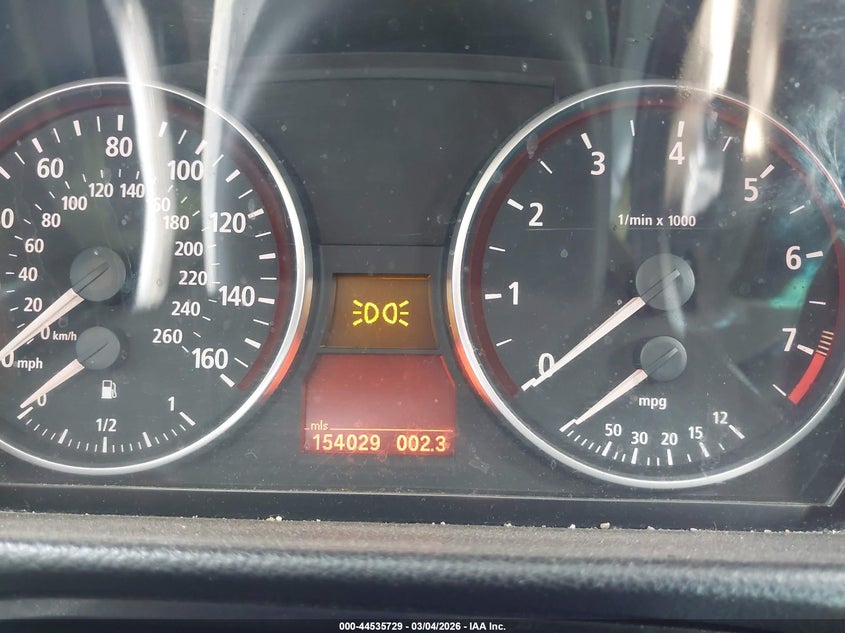 60 80 100 120 140 160
0 mph
20 40 60 80 100 120 140 180 200 220 240 260
0 km/h
0 1/2 1
mls
154029 002.3
0 1 2 3 4 5 6 7
1/min x 1000
mpg
50 30 20 15 12
000-44535729 - 03/04/2026 - IAA Inc.